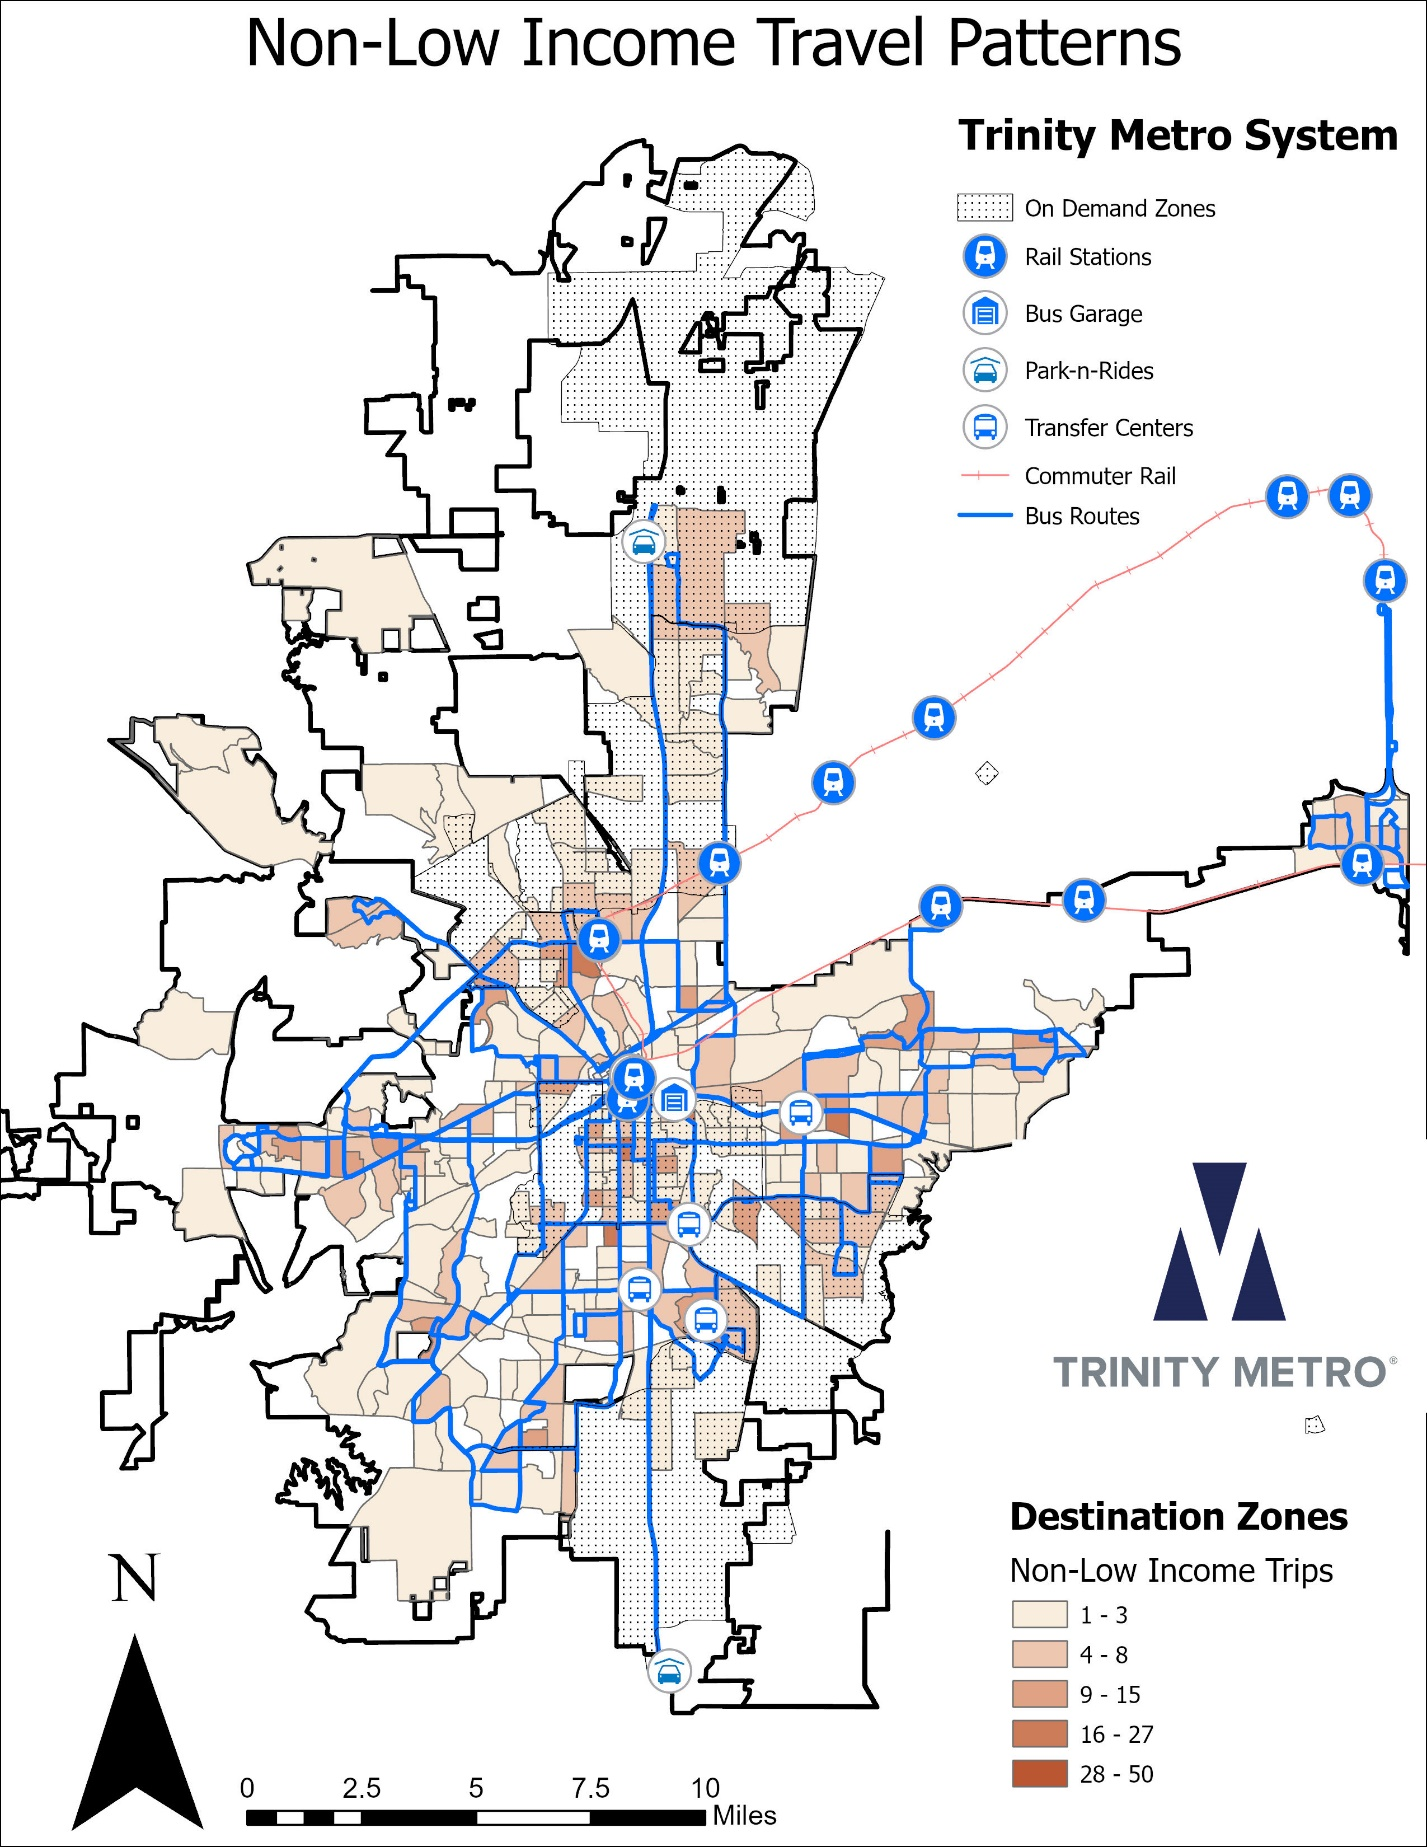 Non-Low Income Travel Patterns
Trinity Metro System
On Demand Zones
Rail Stations
Bus Garage
Park-n-Rides
Transfer Centers
Commuter Rail
Bus Routes
TRINITY METRO®
Destination Zones
Non-Low Income Trips
1 - 3
4 - 8
9 - 15
16 - 27
28 - 50
N
0 2.5 5 7.5 10
Miles